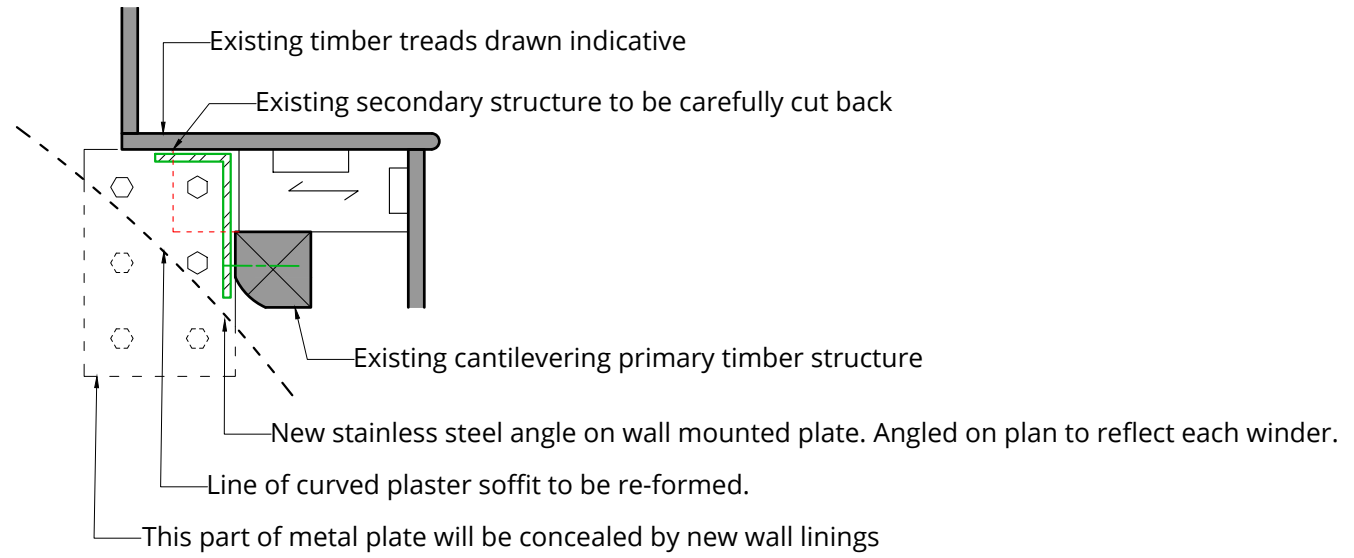 Existing timber treads drawn indicative
Existing secondary structure to be carefully cut back
Existing cantilevering primary timber structure
New stainless steel angle on wall mounted plate. Angled on plan to reflect each winder.
Line of curved plaster soffit to be re-formed.
This part of metal plate will be concealed by new wall linings